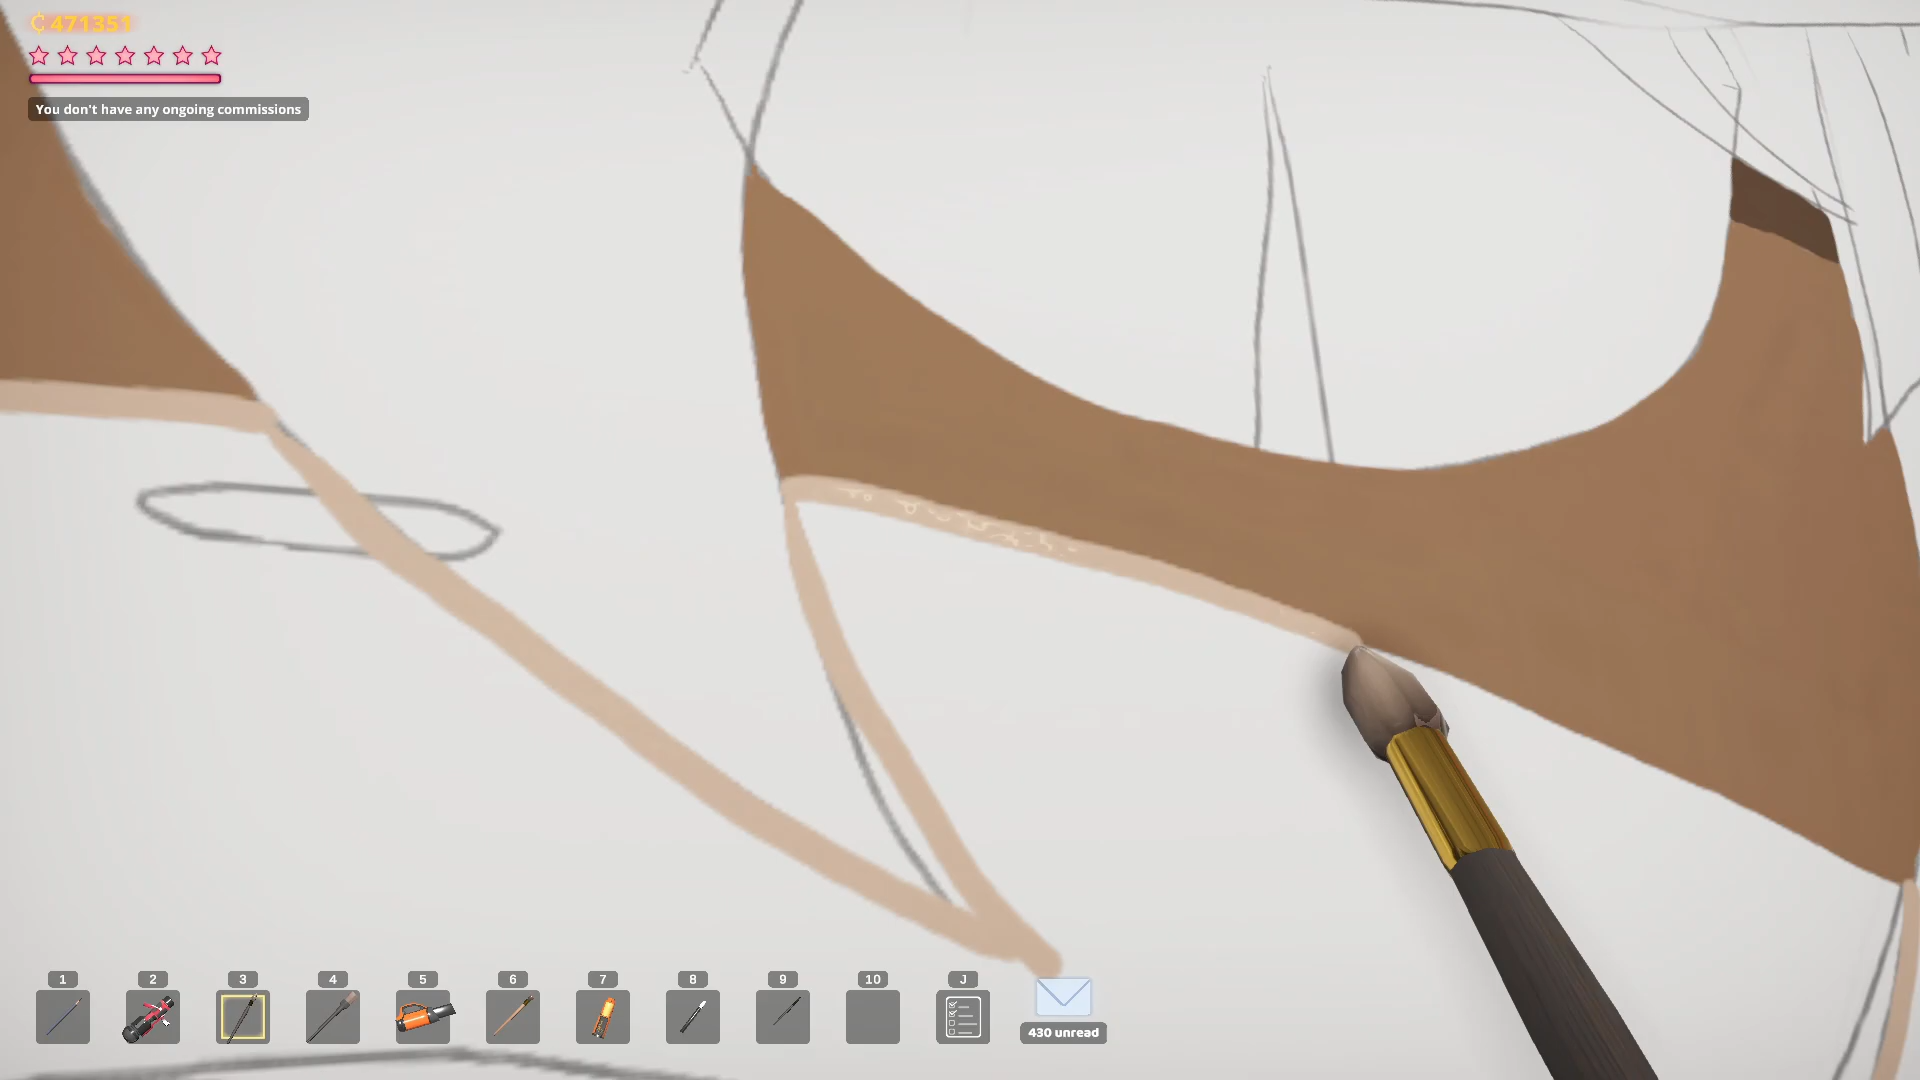 ₵ 471351
You don't have any ongoing commissions
1 2 3 4 5 6 7 8 9 10 J
430 unread